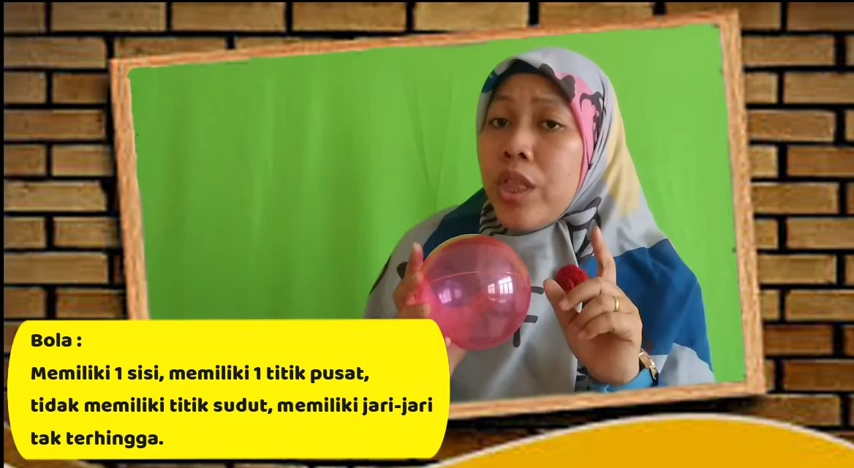 Bola :
Memiliki 1 sisi, memiliki 1 titik pusat,
tidak memiliki titik sudut, memiliki jari-jari
tak terhingga.